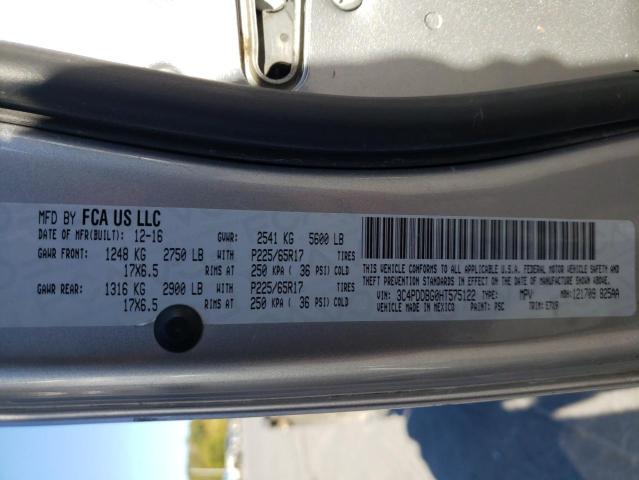 MFD BY FCA US LLC
DATE OF MFR(BUILT): 12-16 GVWR: 2541 KG 5600 LB
GAWR FRONT: 1248 KG 2750 LB WITH P225/65R17 TIRES
17X6.5 RIMS AT 250 KPA ( 36 PSI) COLD
GAWR REAR: 1316 KG 2900 LB WITH P225/65R17 TIRES
17X6.5 RIMS AT 250 KPA ( 36 PSI) COLD
THIS VEHICLE CONFORMS TO ALL APPLICABLE U.S.A. FEDERAL MOTOR VEHICLE SAFETY AND
THEFT PREVENTION STANDARDS IN EFFECT ON THE DATE OF MANUFACTURE SHOWN ABOVE.
VIN: 3C4PDDBG0HT575122 TYPE: MPV MDH: 121709 825AA
VEHICLE MADE IN MEXICO PAINT: PSC TRIM: